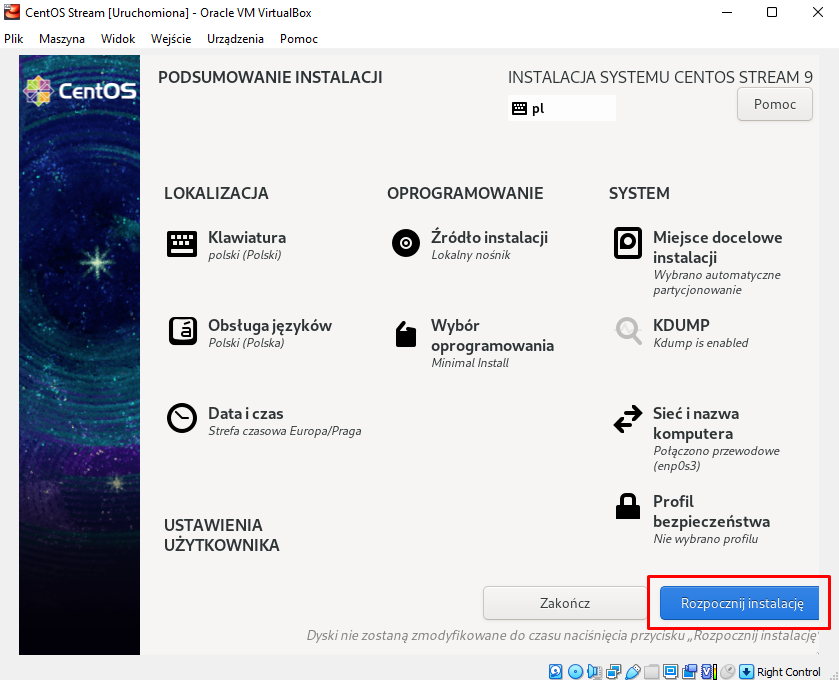 CentOS Stream [Uruchomiona] - Oracle VM VirtualBox
Plik Maszyna Widok Wejście Urządzenia Pomoc
CentOS
PODSUMOWANIE INSTALACJI
INSTALACJA SYSTEMU CENTOS STREAM 9
pl
Pomoc
LOKALIZACJA
Klawiatura
polski (Polski)
Obsługa języków
Polski (Polska)
Data i czas
Strefa czasowa Europa/Praga
OPROGRAMOWANIE
Źródło instalacji
Lokalny nośnik
Wybór
oprogramowania
Minimal Install
SYSTEM
Miejsce docelowe
instalacji
Wybrano automatyczne
partycjonowanie
KDUMP
Kdump is enabled
Sieć i nazwa
komputera
Połączono przewodowe
(enp0s3)
Profil
bezpieczeństwa
Nie wybrano profilu
USTAWIENIA
UŻYTKOWNIKA
Zakończ
Rozpocznij instalację
Dyski nie zostaną zmodyfikowane do czasu naciśnięcia przycisku „Rozpocznij instalację”
Right Control